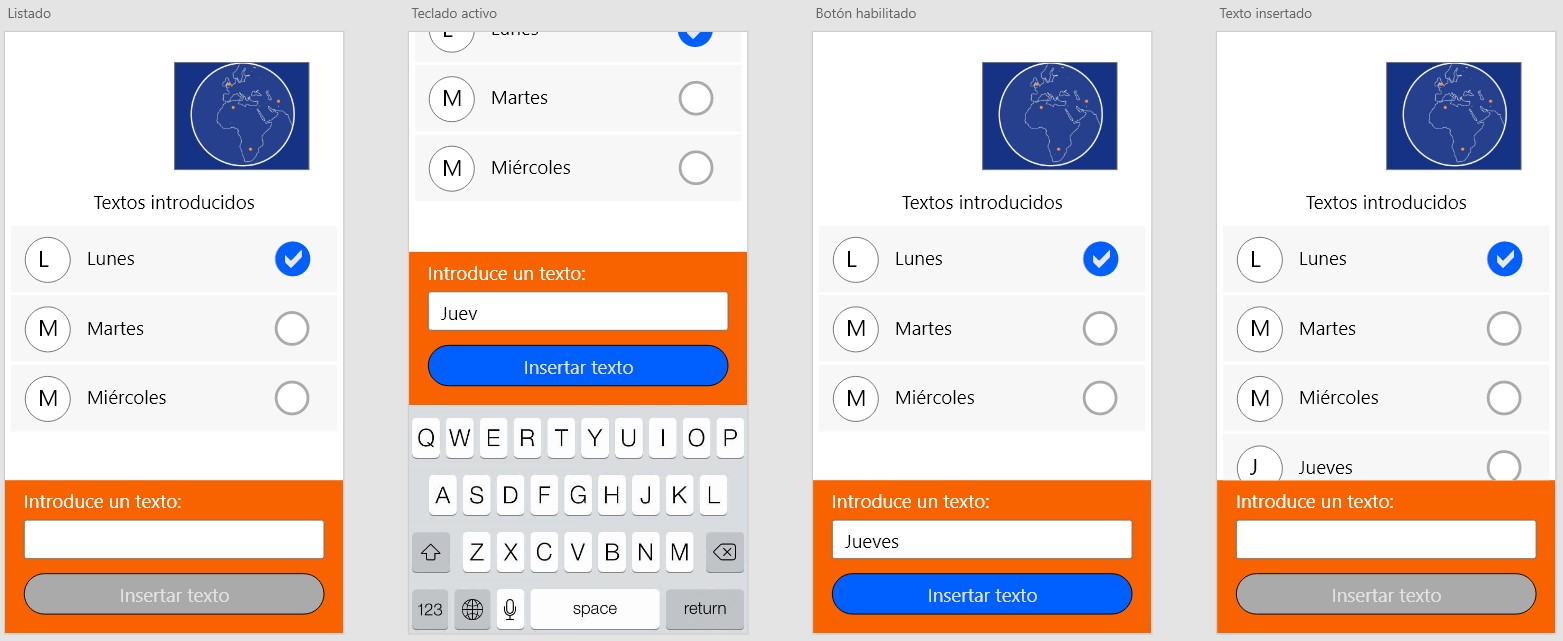 Listado
Textos introducidos
L Lunes
M Martes
M Miércoles
Introduce un texto:
Insertar texto
Teclado activo
L Lunes
M Martes
M Miércoles
Introduce un texto:
Juev
Insertar texto
Q W E R T Y U I O P
A S D F G H J K L
Z X C V B N M
123 space return
Botón habilitado
Textos introducidos
L Lunes
M Martes
M Miércoles
Introduce un texto:
Jueves
Insertar texto
Texto insertado
Textos introducidos
L Lunes
M Martes
M Miércoles
J Jueves
Introduce un texto:
Insertar texto